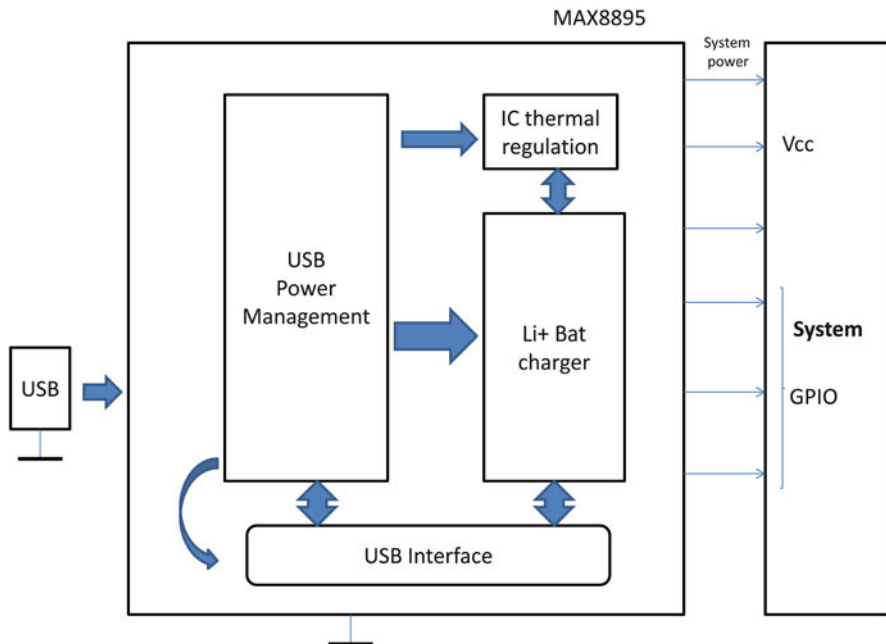 MAX8895
System
power
IC thermal
regulation
Vcc
USB
Power
Management
Li+ Bat
charger
System
USB
GPIO
USB Interface